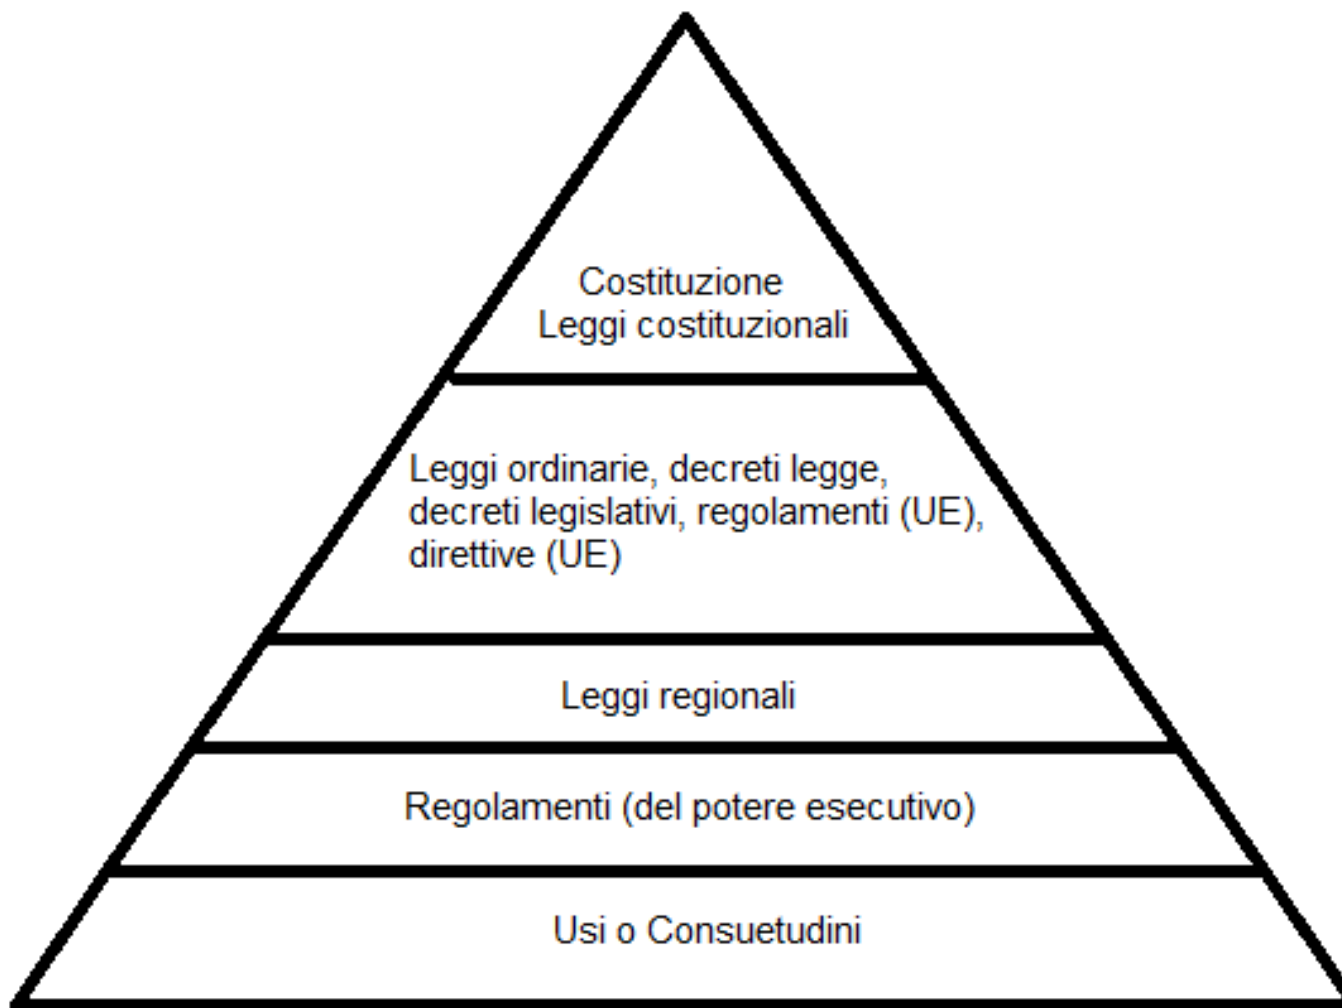 Costituzione
Leggi costituzionali
Leggi ordinarie, decreti legge,
decreti legislativi, regolamenti (UE),
direttive (UE)
Leggi regionali
Regolamenti (del potere esecutivo)
Usi o Consuetudini